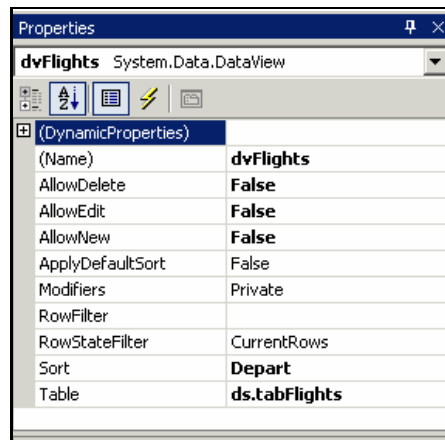 Properties
dvFlights System.Data.DataView
(DynamicProperties)
(Name) dvFlights
AllowDelete False
AllowEdit False
AllowNew False
ApplyDefaultSort False
Modifiers Private
RowFilter
RowStateFilter CurrentRows
Sort Depart
Table ds.tabFlights